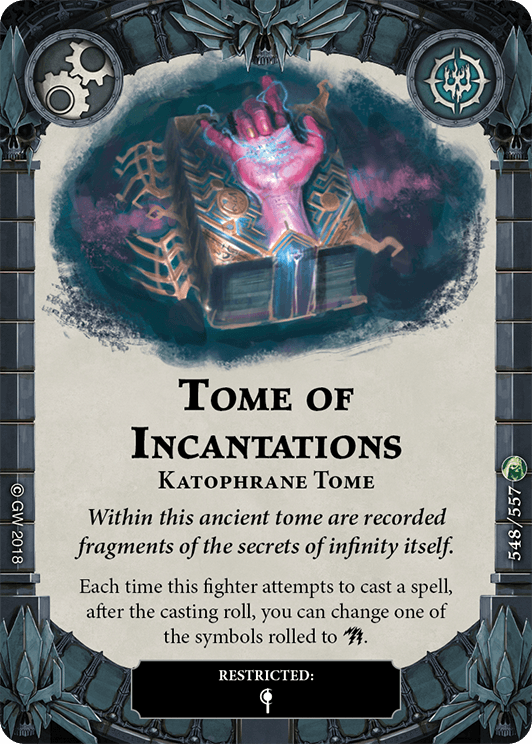 TOME OF
INCANTATIONS
KATOPHRANE TOME
Within this ancient tome are recorded
fragments of the secrets of infinity itself.
Each time this fighter attempts to cast a spell,
after the casting roll, you can change one of
the symbols rolled to .
RESTRICTED:
©GW 2018
548/557